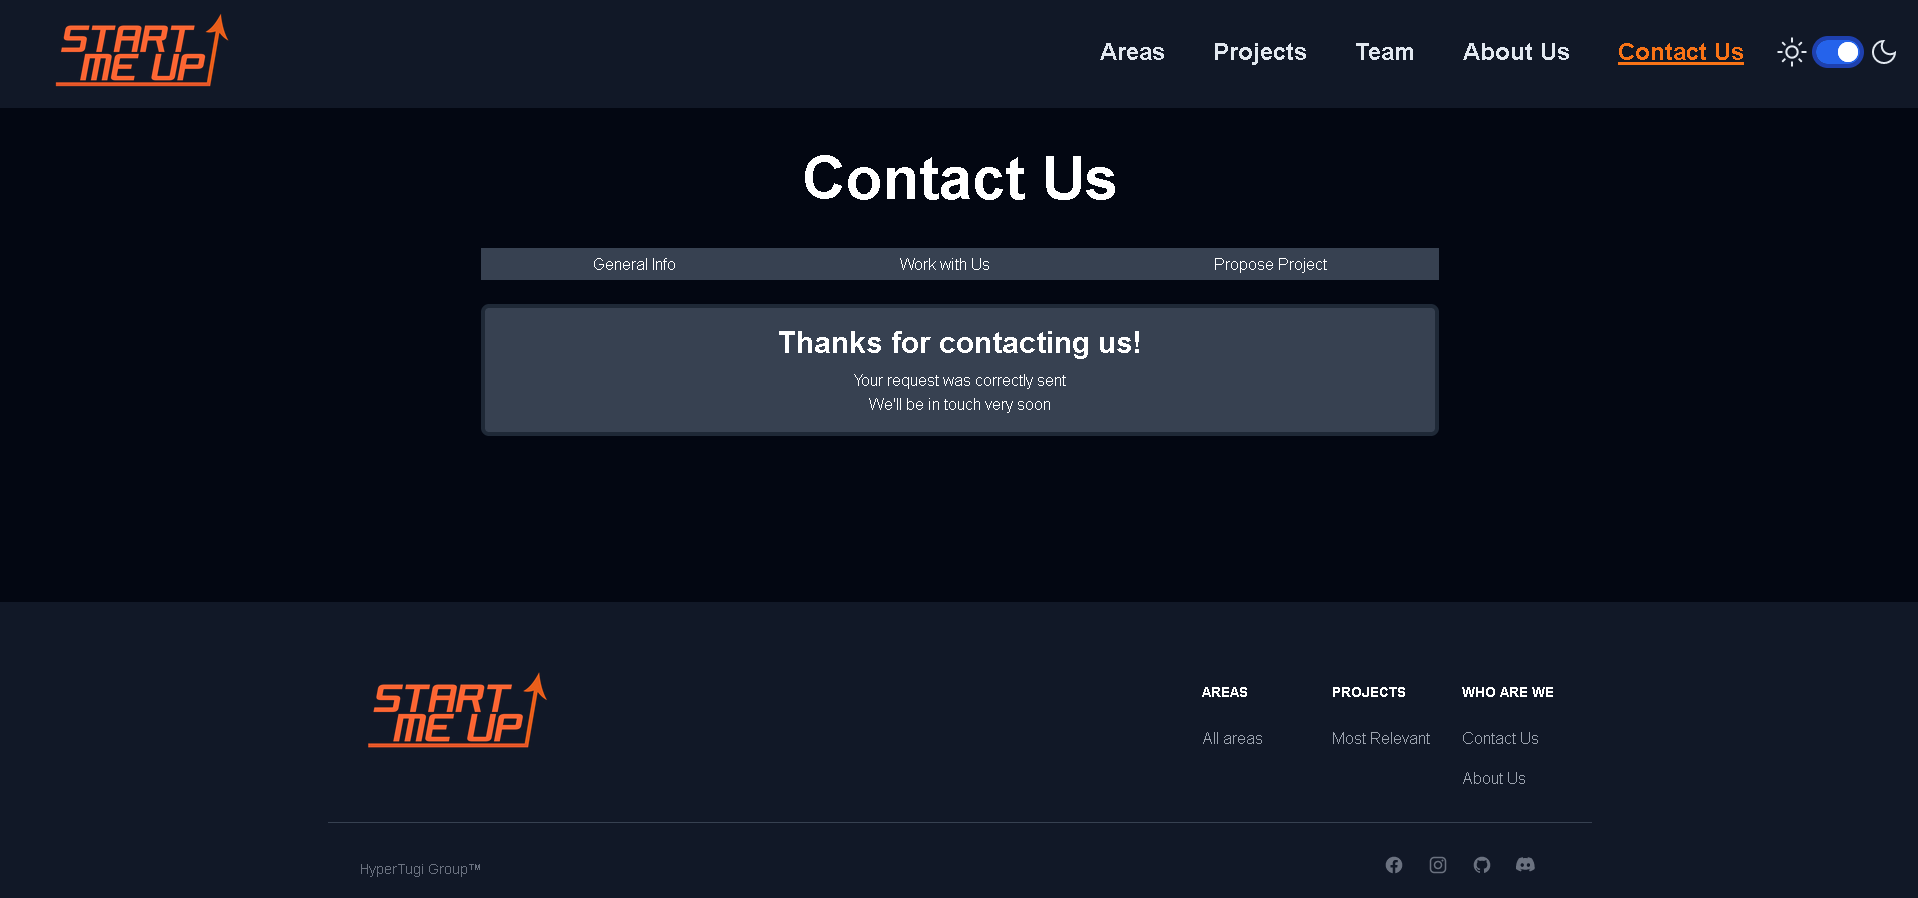 START
ME UP
Areas Projects Team About Us Contact Us
Contact Us
General Info Work with Us Propose Project
Thanks for contacting us!
Your request was correctly sent
We'll be in touch very soon
START
ME UP
AREAS PROJECTS WHO ARE WE
All areas Most Relevant Contact Us
About Us
HyperTugi Group™